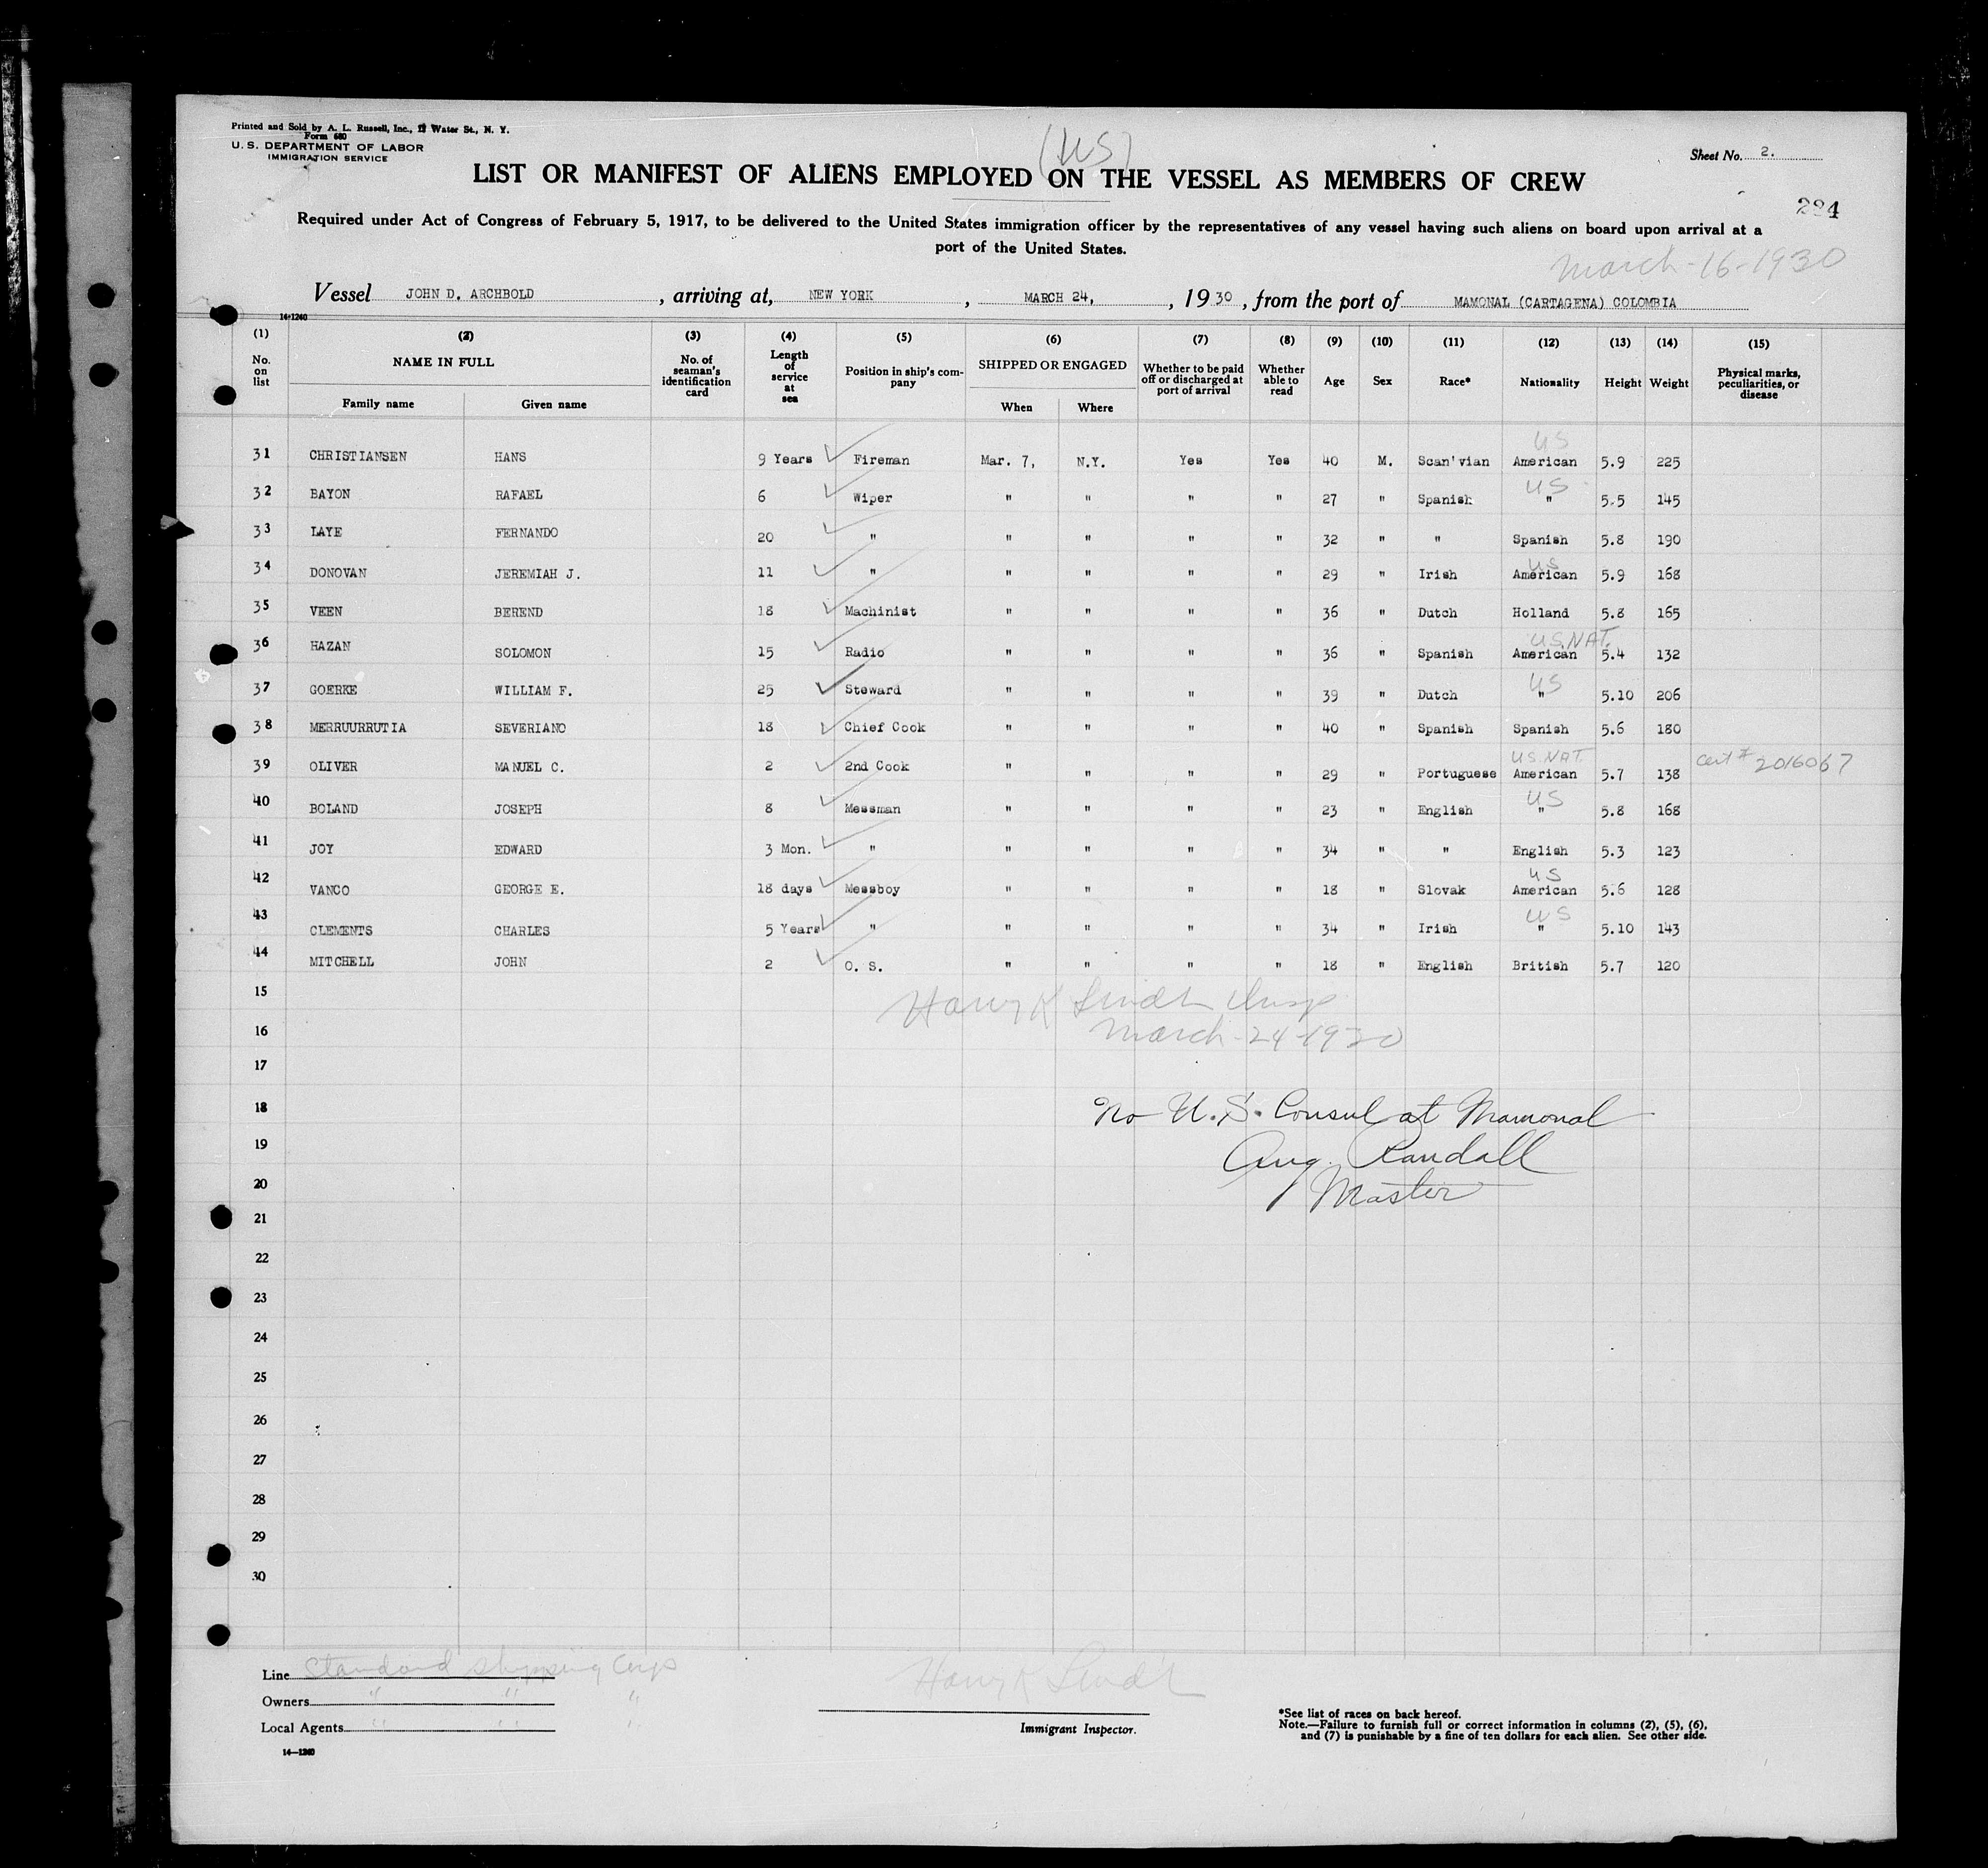 Printed and Sold by A. L. Russell, Inc., Water St., N. Y.
Form 680
U. S. DEPARTMENT OF LABOR
IMMIGRATION SERVICE
(US)
Sheet No. 2.
LIST OR MANIFEST OF ALIENS EMPLOYED ON THE VESSEL AS MEMBERS OF CREW
284
Required under Act of Congress of February 5, 1917, to be delivered to the United States immigration officer by the representatives of any vessel having such aliens on board upon arrival at a
port of the United States.
March-16-1930
Vessel JOHN D. ARCHBOLD, arriving at, NEW YORK, MARCH 24, 1930, from the port of MAMONAL (CARTAGENA) COLOMBIA
14-1240
(1) (2) (3) (4) (5) (6) (7) (8) (9) (10) (11) (12) (13) (14) (15)
No. on list NAME IN FULL No. of seaman's identification card Length of service at sea Position in ship's company SHIPPED OR ENGAGED Whether to be paid off or discharged at port of arrival Whether able to read Age Sex Race* Nationality Height Weight Physical marks, peculiarities, or disease
Family name Given name When Where
31 CHRISTIANSEN HANS 9 Years ✓ Fireman Mar. 7, N.Y. Yes Yes 40 M. Scan'vian American US 5.9 225
32 BAYON RAFAEL 6 ✓ Wiper " " " " 27 " Spanish " US 5.5 145
33 LAYE FERNANDO 20 ✓ " " " " " 32 " " Spanish 5.8 190
34 DONOVAN JEREMIAH J. 11 ✓ " " " " " 29 " Irish American US 5.9 168
35 VEEN BEREND 18 ✓ Machinist " " " " 36 " Dutch Holland 5.8 165
36 HAZAN SOLOMON 15 ✓ Radio " " " " 36 " Spanish American U.S.NAT. 5.4 132
37 GOERKE WILLIAM F. 25 ✓ Steward " " " " 39 " Dutch " US 5.10 206
38 MERRUURRUTIA SEVERIANO 18 ✓ Chief Cook " " " " 40 " Spanish Spanish 5.6 180
39 OLIVER MANUEL C. 2 ✓ 2nd Cook " " " " 29 " Portuguese American U.S.NAT. 5.7 138 Cert # 2016067
40 BOLAND JOSEPH 8 ✓ Messman " " " " 23 " English " US 5.8 168
41 JOY EDWARD 3 Mon. ✓ " " " " " 34 " " English 5.3 123
42 VANCO GEORGE E. 18 days ✓ Messboy " " " " 18 " Slovak American US 5.6 128
43 CLEMENTS CHARLES 5 Years ✓ " " " " " 34 " Irish " US 5.10 143
44 MITCHELL JOHN 2 ✓ O. S. " " " " 18 " English British 5.7 120
15 Harry K Lindh Insp
16 March-24-1930
17
18 No U. S. Consul at Mamonal
19 Aug. Randall
20 Master
21
22
23
24
25
26
27
28
29
30
Line Standard Shipping Corp
Owners " " "
Local Agents " " "
14-1240
Harry K Lindh
Immigrant Inspector.
*See list of races on back hereof.
Note.—Failure to furnish full or correct information in columns (2), (5), (6),
and (7) is punishable by a fine of ten dollars for each alien. See other side.